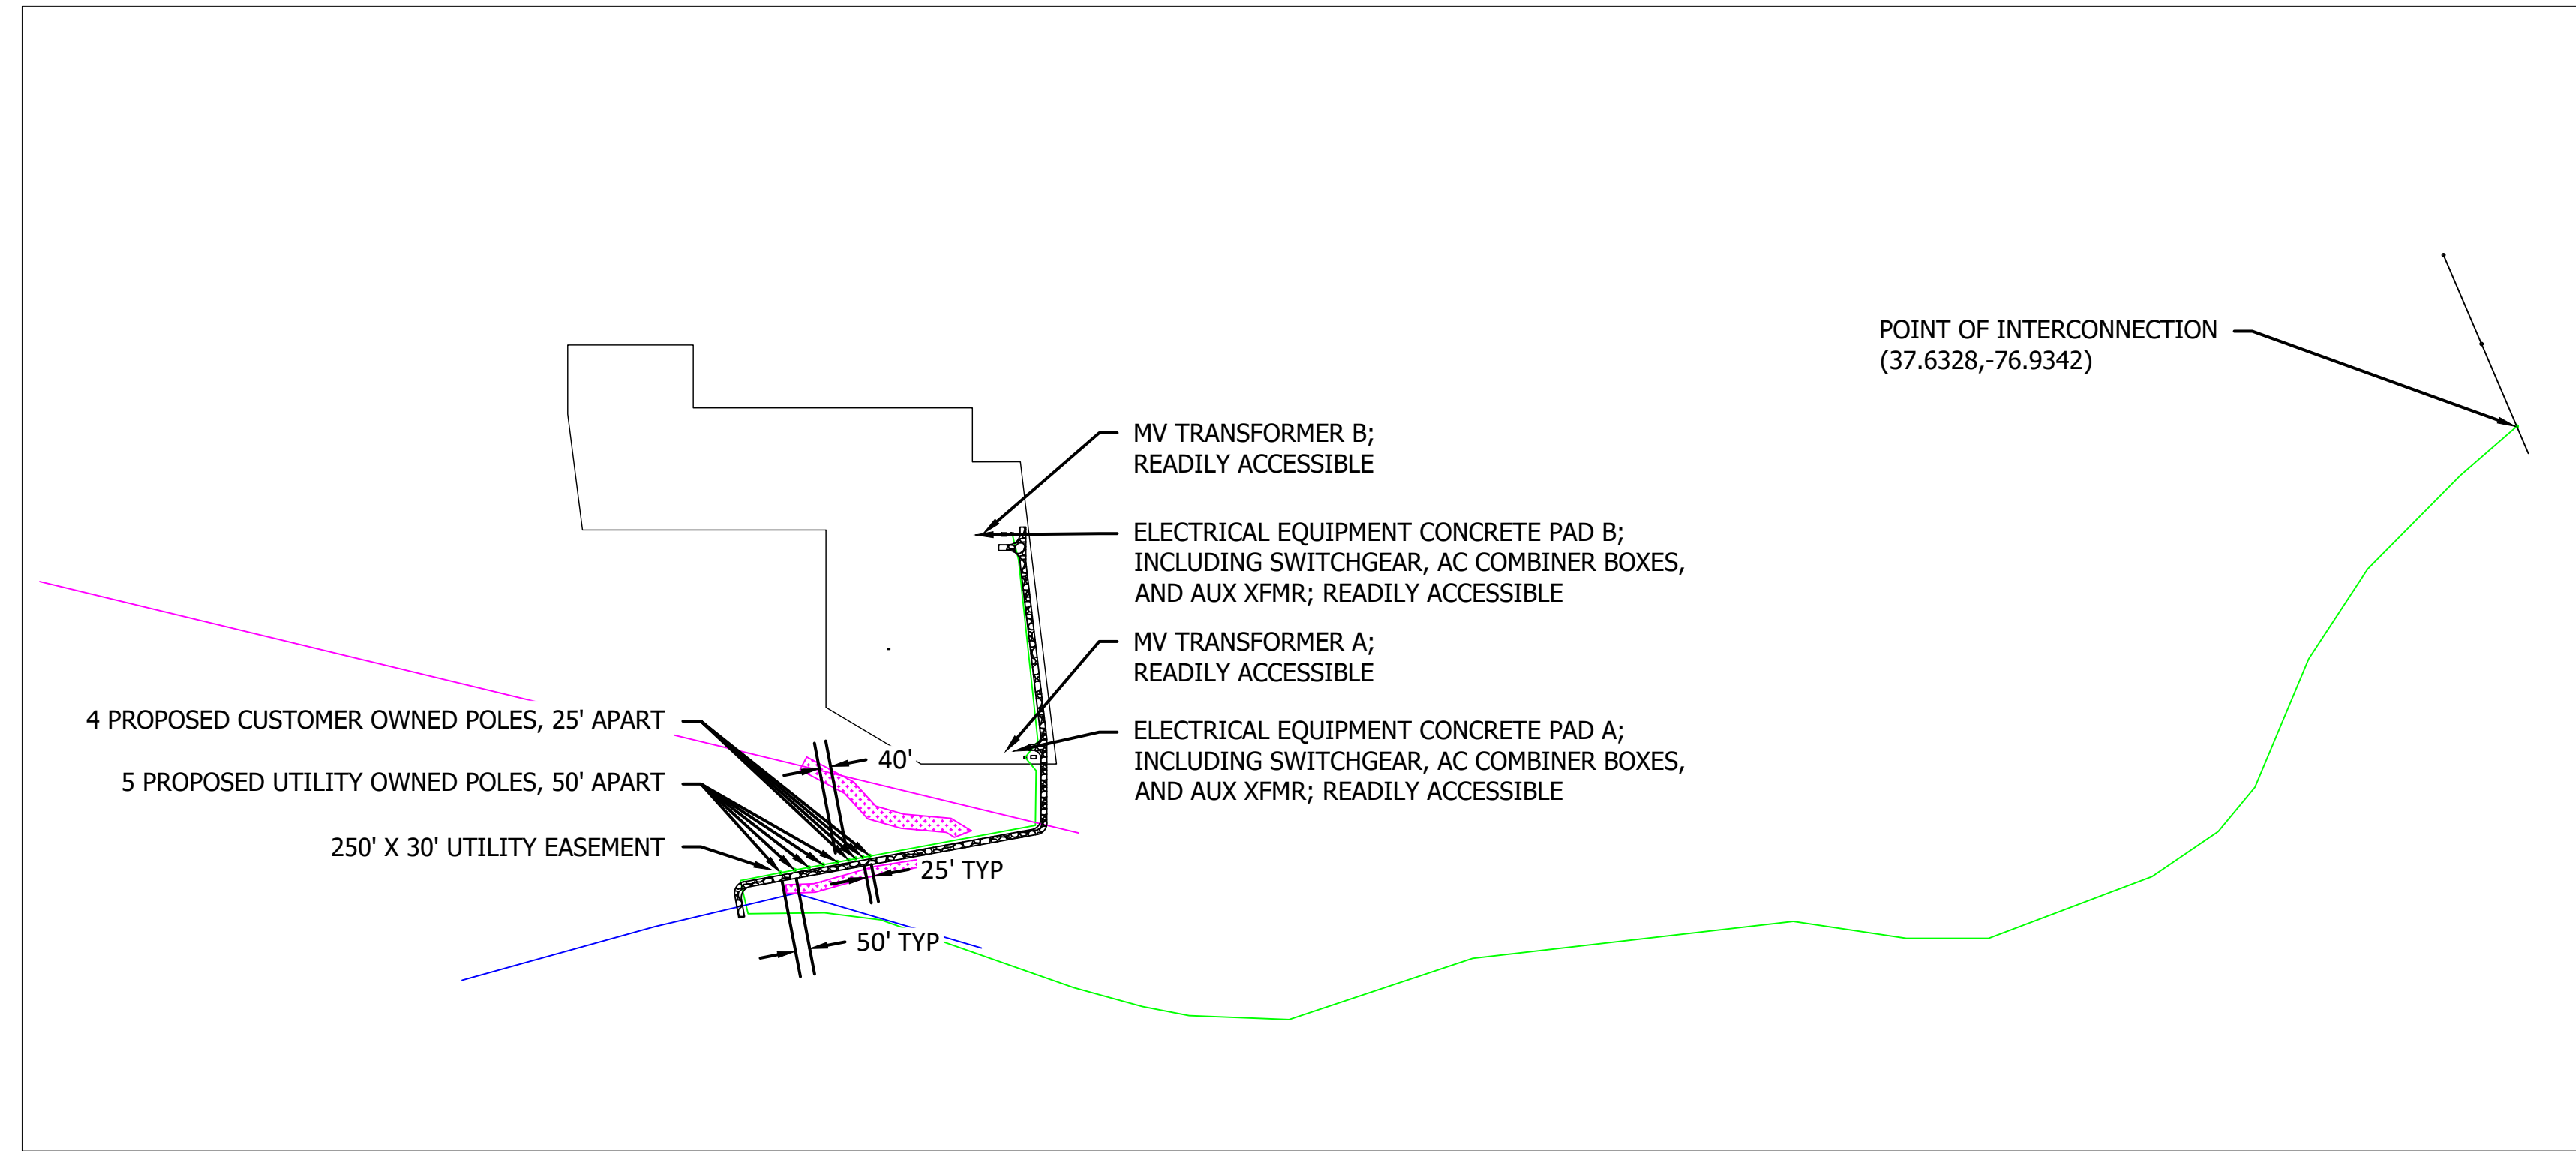 POINT OF INTERCONNECTION
(37.6328,-76.9342)
MV TRANSFORMER B;
READILY ACCESSIBLE
ELECTRICAL EQUIPMENT CONCRETE PAD B;
INCLUDING SWITCHGEAR, AC COMBINER BOXES,
AND AUX XFMR; READILY ACCESSIBLE
MV TRANSFORMER A;
READILY ACCESSIBLE
4 PROPOSED CUSTOMER OWNED POLES, 25' APART
ELECTRICAL EQUIPMENT CONCRETE PAD A;
INCLUDING SWITCHGEAR, AC COMBINER BOXES,
AND AUX XFMR; READILY ACCESSIBLE
40'
5 PROPOSED UTILITY OWNED POLES, 50' APART
250' X 30' UTILITY EASEMENT
25' TYP
50' TYP